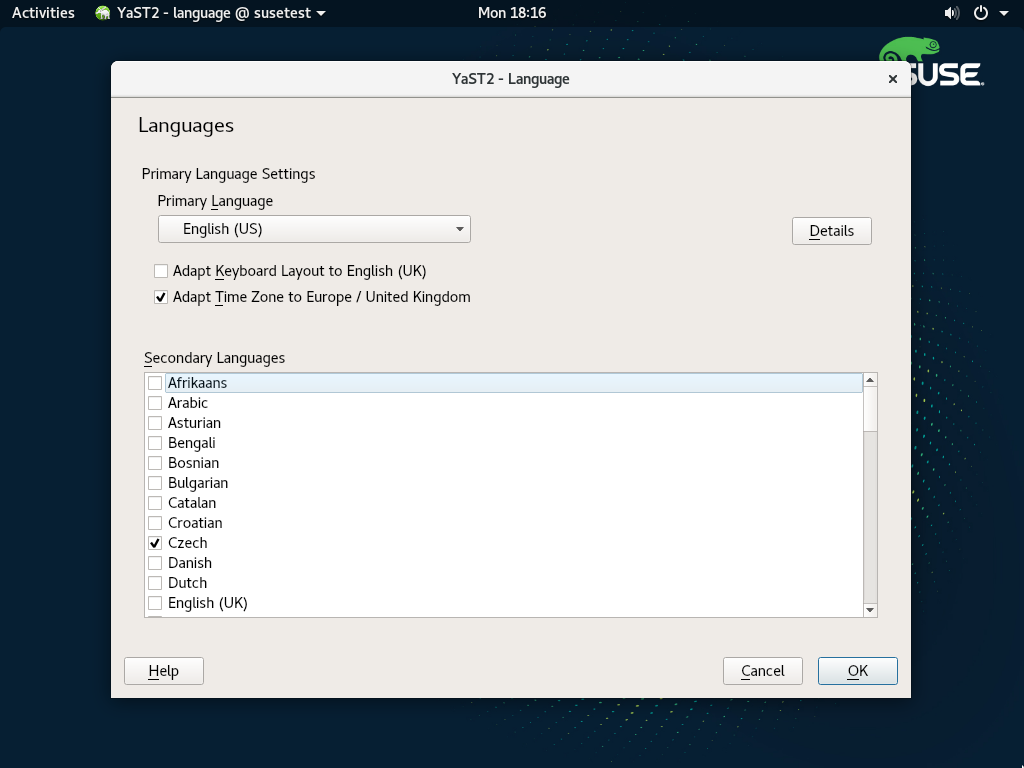 Activities YaST2 - language @ susetest Mon 18:16
SUSE
YaST2 - Language
Languages
Primary Language Settings
Primary Language
English (US)
Details
Adapt Keyboard Layout to English (UK)
Adapt Time Zone to Europe / United Kingdom
Secondary Languages
Afrikaans
Arabic
Asturian
Bengali
Bosnian
Bulgarian
Catalan
Croatian
Czech
Danish
Dutch
English (UK)
Help Cancel OK